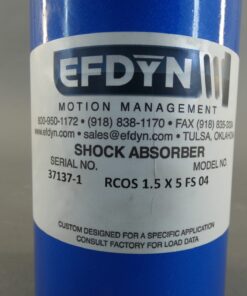 EFDYN
MOTION MANAGEMENT
800-950-1172 • (918) 838-1170 • FAX (918) 835-
www.efdyn.com • sales@efdyn.com • TULSA, OKLAHOMA
SHOCK ABSORBER
SERIAL NO. MODEL NO.
37137-1 RCOS 1.5 X 5 FS 04
CUSTOM DESIGNED FOR A SPECIFIC APPLICATION
CONSULT FACTORY FOR LOAD DATA